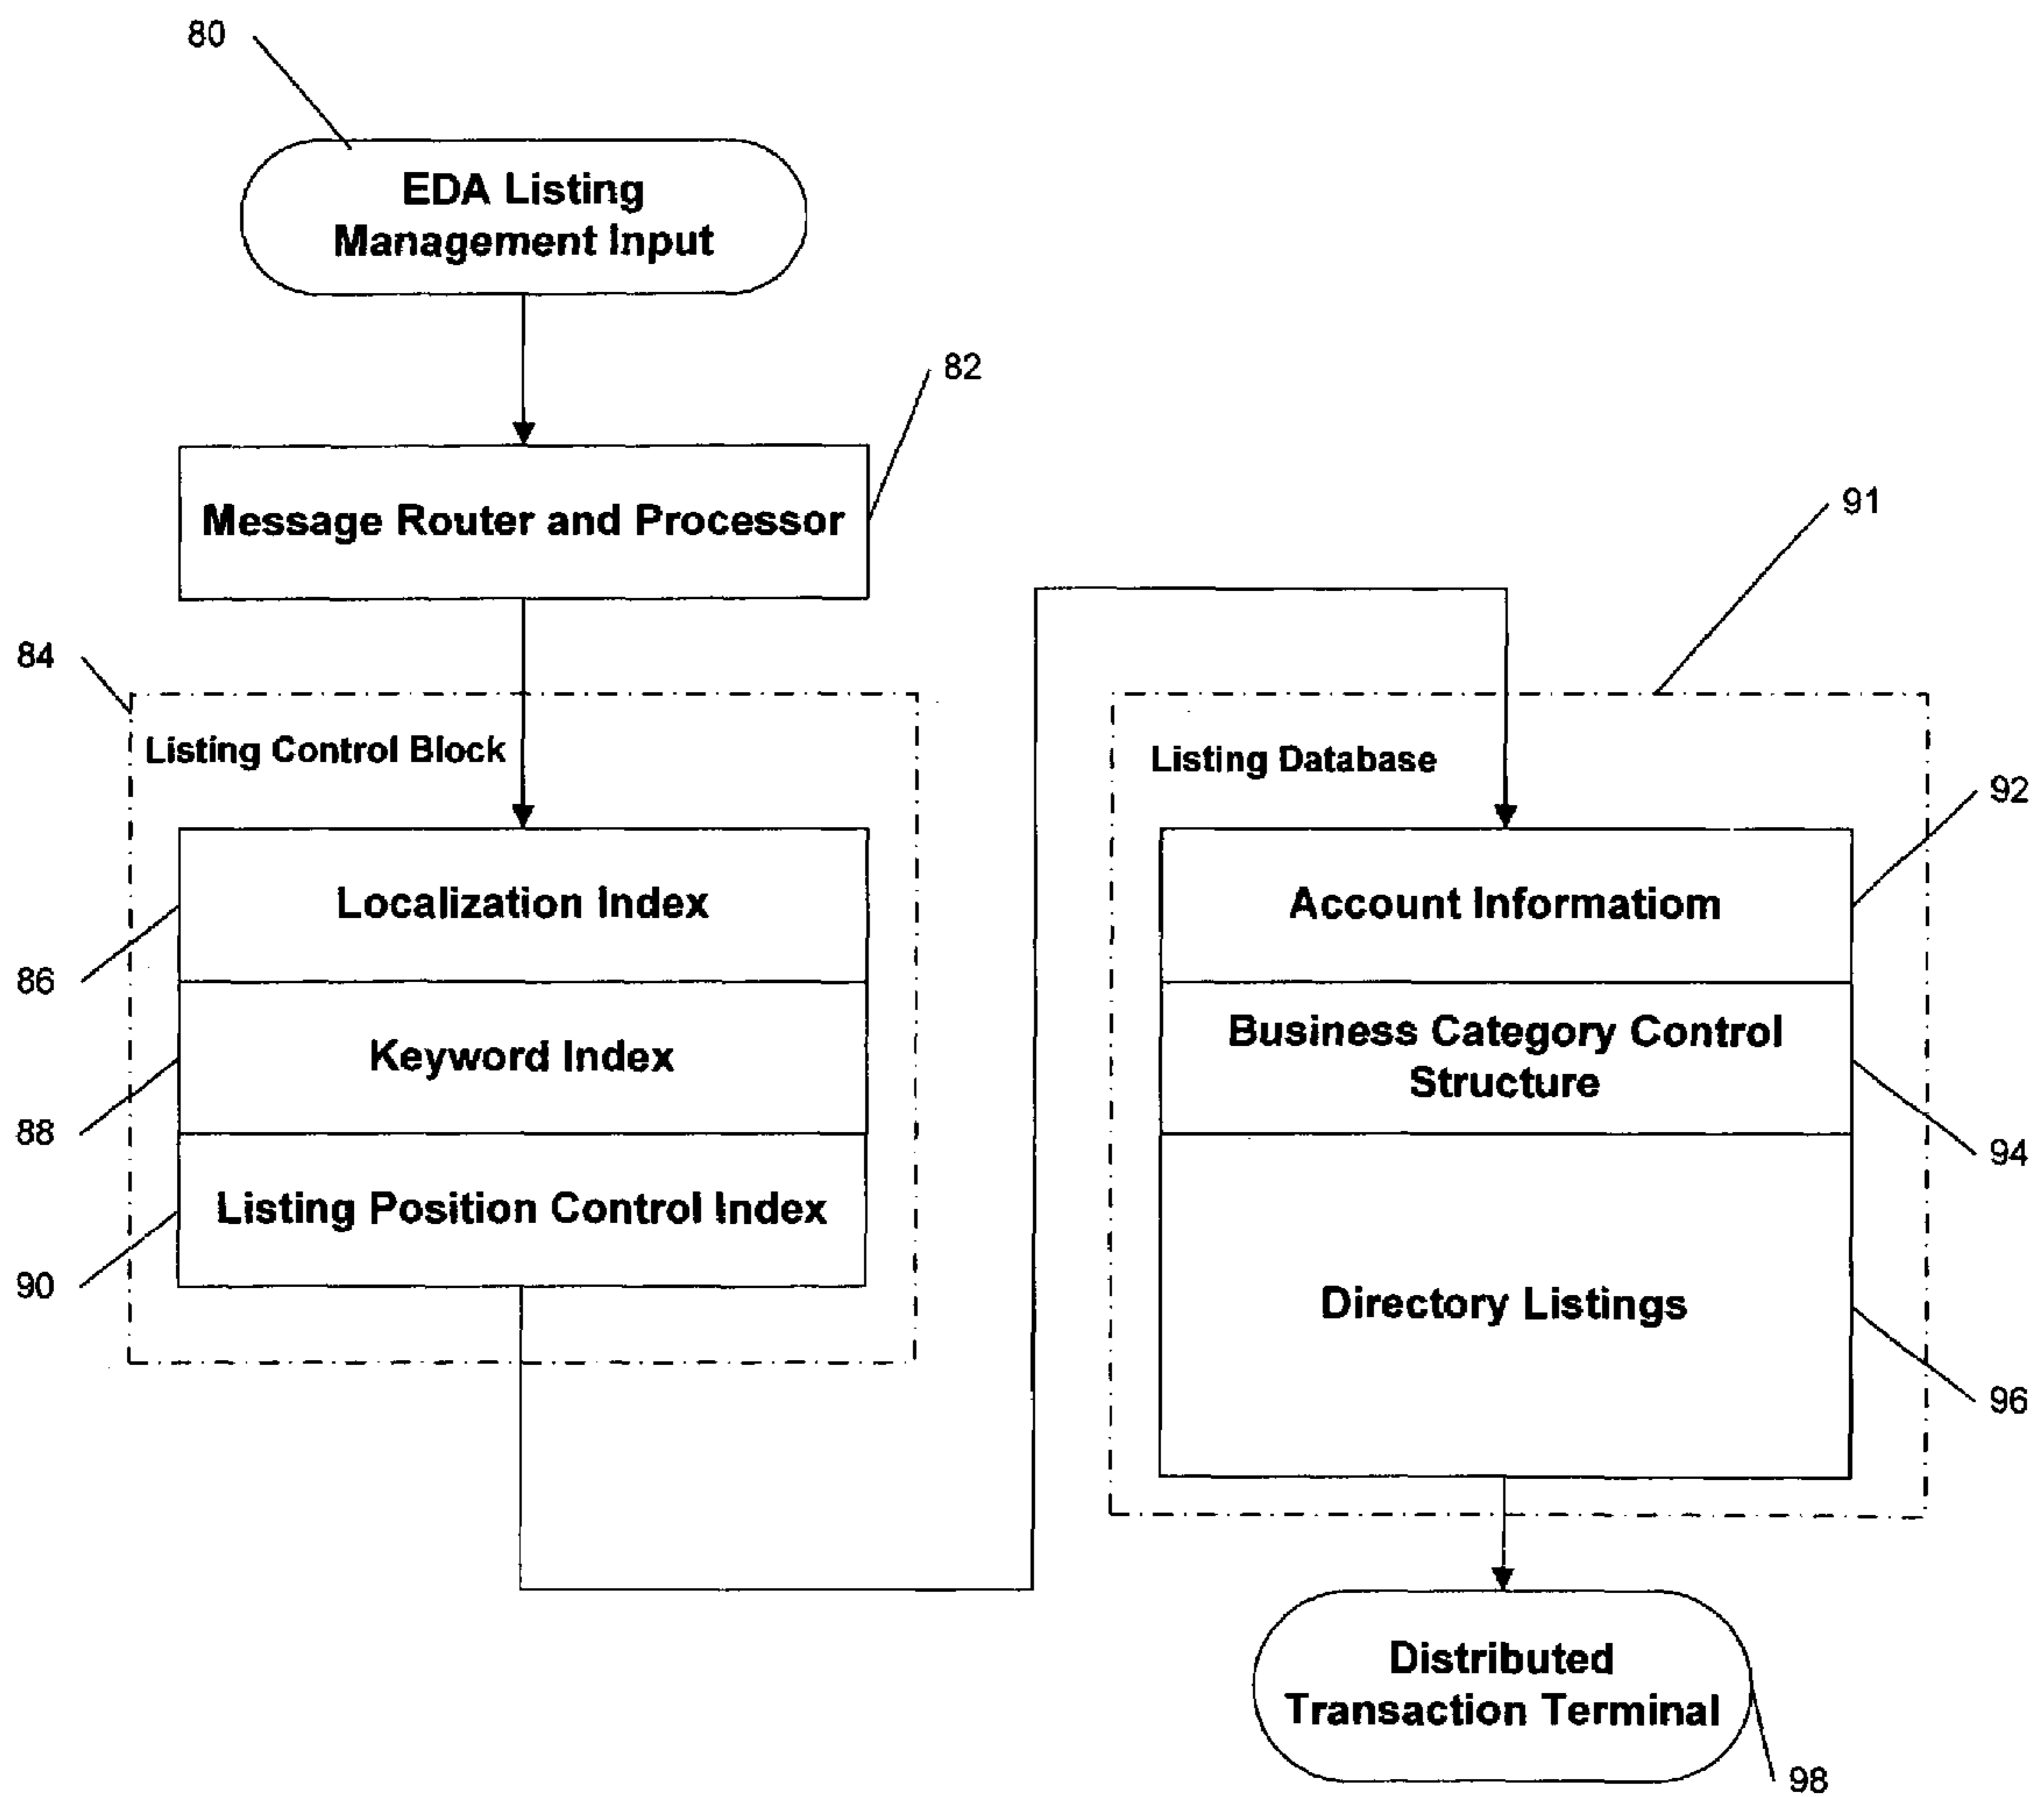 80
EDA Listing
Management Input
82
Message Router and Processor
91
84
Listing Control Block
Listing Database
92
Localization Index
Account Informatiom
86
Keyword Index
Business Category Control
Structure
88
94
Listing Position Control Index
90
Directory Listings
96
Distributed
Transaction Terminal
98